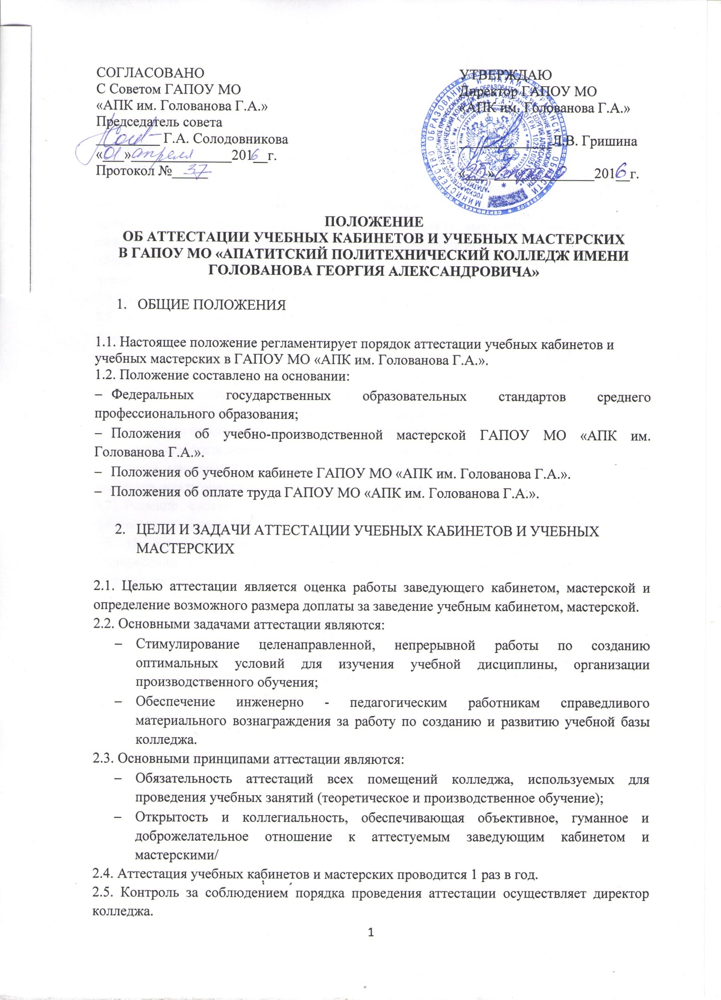 СОГЛАСОВАНО
С Советом ГАПОУ МО
«АПК им. Голованова Г.А.»
Председатель совета
_________ Г.А. Солодовникова
«01» апреля 2016 г.
Протокол № 37
УТВЕРЖДАЮ
Директор ГАПОУ МО
«АПК им. Голованова Г.А.»
Л.В. Гришина
« » 2016 г.
ПОЛОЖЕНИЕ
ОБ АТТЕСТАЦИИ УЧЕБНЫХ КАБИНЕТОВ И УЧЕБНЫХ МАСТЕРСКИХ
В ГАПОУ МО «АПАТИТСКИЙ ПОЛИТЕХНИЧЕСКИЙ КОЛЛЕДЖ ИМЕНИ
ГОЛОВАНОВА ГЕОРГИЯ АЛЕКСАНДРОВИЧА»
1. ОБЩИЕ ПОЛОЖЕНИЯ
1.1. Настоящее положение регламентирует порядок аттестации учебных кабинетов и
учебных мастерских в ГАПОУ МО «АПК им. Голованова Г.А.».
1.2. Положение составлено на основании:
– Федеральных государственных образовательных стандартов среднего
профессионального образования;
– Положения об учебно-производственной мастерской ГАПОУ МО «АПК им.
Голованова Г.А.».
– Положения об учебном кабинете ГАПОУ МО «АПК им. Голованова Г.А.».
– Положения об оплате труда ГАПОУ МО «АПК им. Голованова Г.А.».
2. ЦЕЛИ И ЗАДАЧИ АТТЕСТАЦИИ УЧЕБНЫХ КАБИНЕТОВ И УЧЕБНЫХ
МАСТЕРСКИХ
2.1. Целью аттестации является оценка работы заведующего кабинетом, мастерской и
определение возможного размера доплаты за заведение учебным кабинетом, мастерской.
2.2. Основными задачами аттестации являются:
– Стимулирование целенаправленной, непрерывной работы по созданию
оптимальных условий для изучения учебной дисциплины, организации
производственного обучения;
– Обеспечение инженерно - педагогическим работникам справедливого
материального вознаграждения за работу по созданию и развитию учебной базы
колледжа.
2.3. Основными принципами аттестации являются:
– Обязательность аттестаций всех помещений колледжа, используемых для
проведения учебных занятий (теоретическое и производственное обучение);
– Открытость и коллегиальность, обеспечивающая объективное, гуманное и
доброжелательное отношение к аттестуемым заведующим кабинетом и
мастерскими/
2.4. Аттестация учебных кабинетов и мастерских проводится 1 раз в год.
2.5. Контроль за соблюдением порядка проведения аттестации осуществляет директор
колледжа.
1